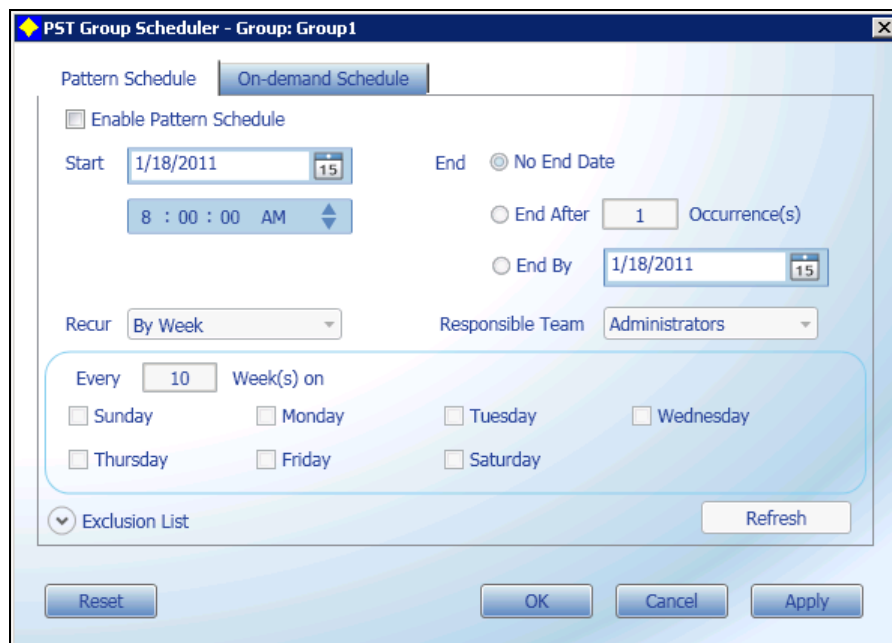 PST Group Scheduler - Group: Group1
Pattern Schedule On-demand Schedule
Enable Pattern Schedule
Start 1/18/2011 15 End No End Date
8 : 00 : 00 AM End After 1 Occurrence(s)
End By 1/18/2011 15
Recur By Week Responsible Team Administrators
Every 10 Week(s) on
Sunday Monday Tuesday Wednesday
Thursday Friday Saturday
Exclusion List Refresh
Reset OK Cancel Apply